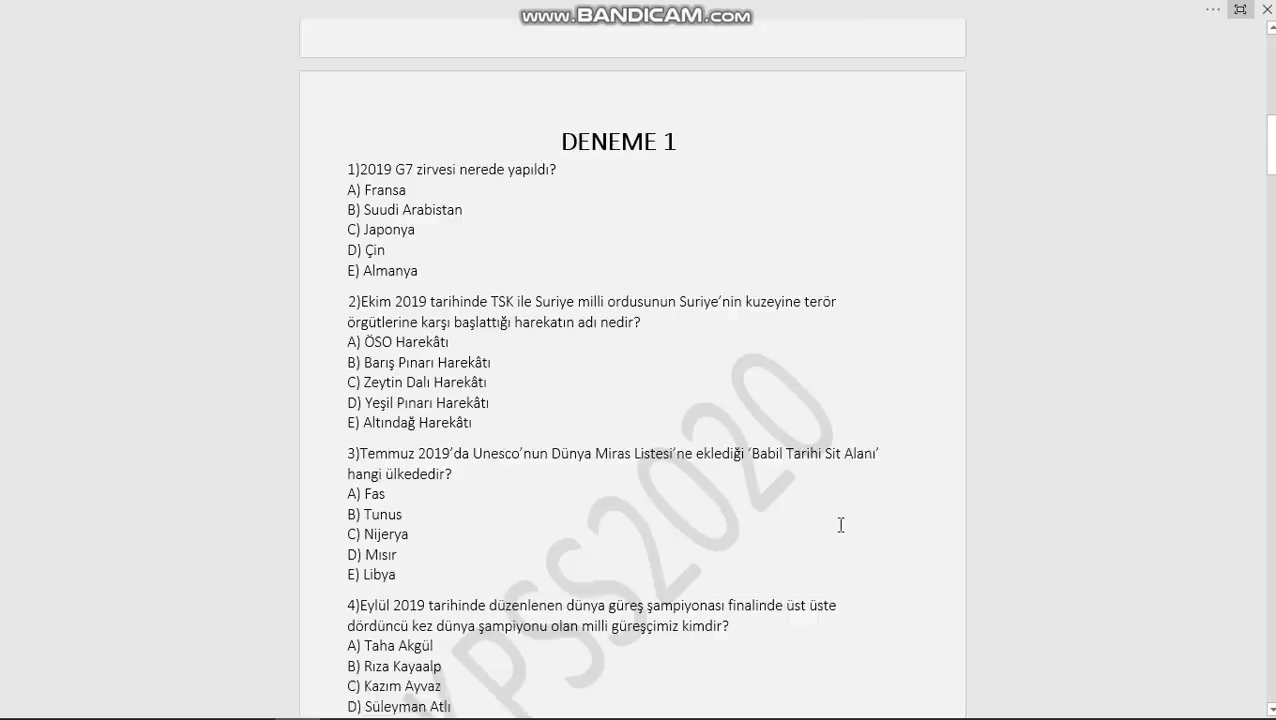 www.BANDICAM.com
DENEME 1
1)2019 G7 zirvesi nerede yapıldı?
A) Fransa
B) Suudi Arabistan
C) Japonya
D) Çin
E) Almanya
2)Ekim 2019 tarihinde TSK ile Suriye milli ordusunun Suriye’nin kuzeyine terör
örgütlerine karşı başlattığı harekatın adı nedir?
A) ÖSO Harekâtı
B) Barış Pınarı Harekâtı
C) Zeytin Dalı Harekâtı
D) Yeşil Pınarı Harekâtı
E) Altındağ Harekâtı
3)Temmuz 2019’da Unesco’nun Dünya Miras Listesi’ne eklediği ‘Babil Tarihi Sit Alanı’
hangi ülkededir?
A) Fas
B) Tunus
C) Nijerya
D) Mısır
E) Libya
4)Eylül 2019 tarihinde düzenlenen dünya güreş şampiyonası finalinde üst üste
dördüncü kez dünya şampiyonu olan milli güreşçimiz kimdir?
A) Taha Akgül
B) Rıza Kayaalp
C) Kazım Ayvaz
D) Süleyman Atlı
KPSS2020